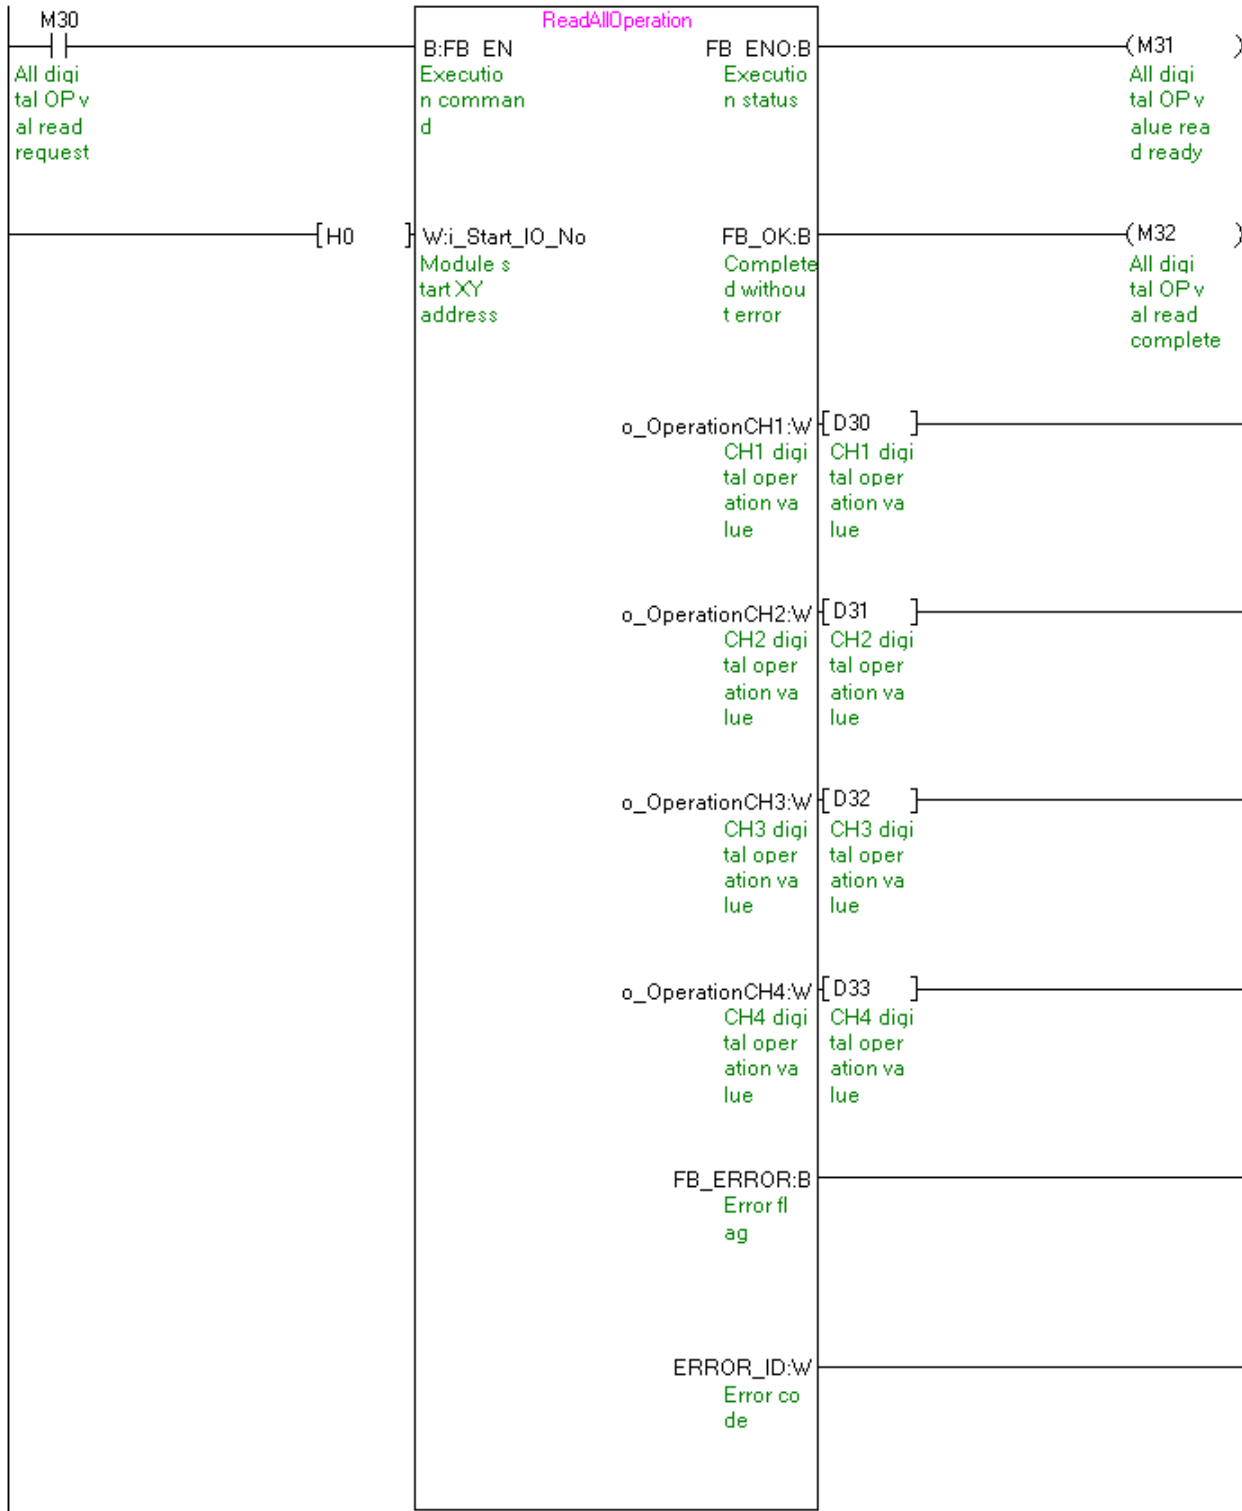 M30
All digi
tal OP v
al read
request
ReadAllOperation
B:FB_EN
Executio
n comman
d
FB_ENO:B
Executio
n status
M31
All digi
tal OP v
alue rea
d ready
H0
W:i_Start_IO_No
Module s
tart XY
address
FB_OK:B
Complete
d withou
t error
M32
All digi
tal OP v
al read
complete
o_OperationCH1:W
CH1 digi
tal oper
ation va
lue
D30
CH1 digi
tal oper
ation va
lue
o_OperationCH2:W
CH2 digi
tal oper
ation va
lue
D31
CH2 digi
tal oper
ation va
lue
o_OperationCH3:W
CH3 digi
tal oper
ation va
lue
D32
CH3 digi
tal oper
ation va
lue
o_OperationCH4:W
CH4 digi
tal oper
ation va
lue
D33
CH4 digi
tal oper
ation va
lue
FB_ERROR:B
Error fl
ag
ERROR_ID:W
Error co
de